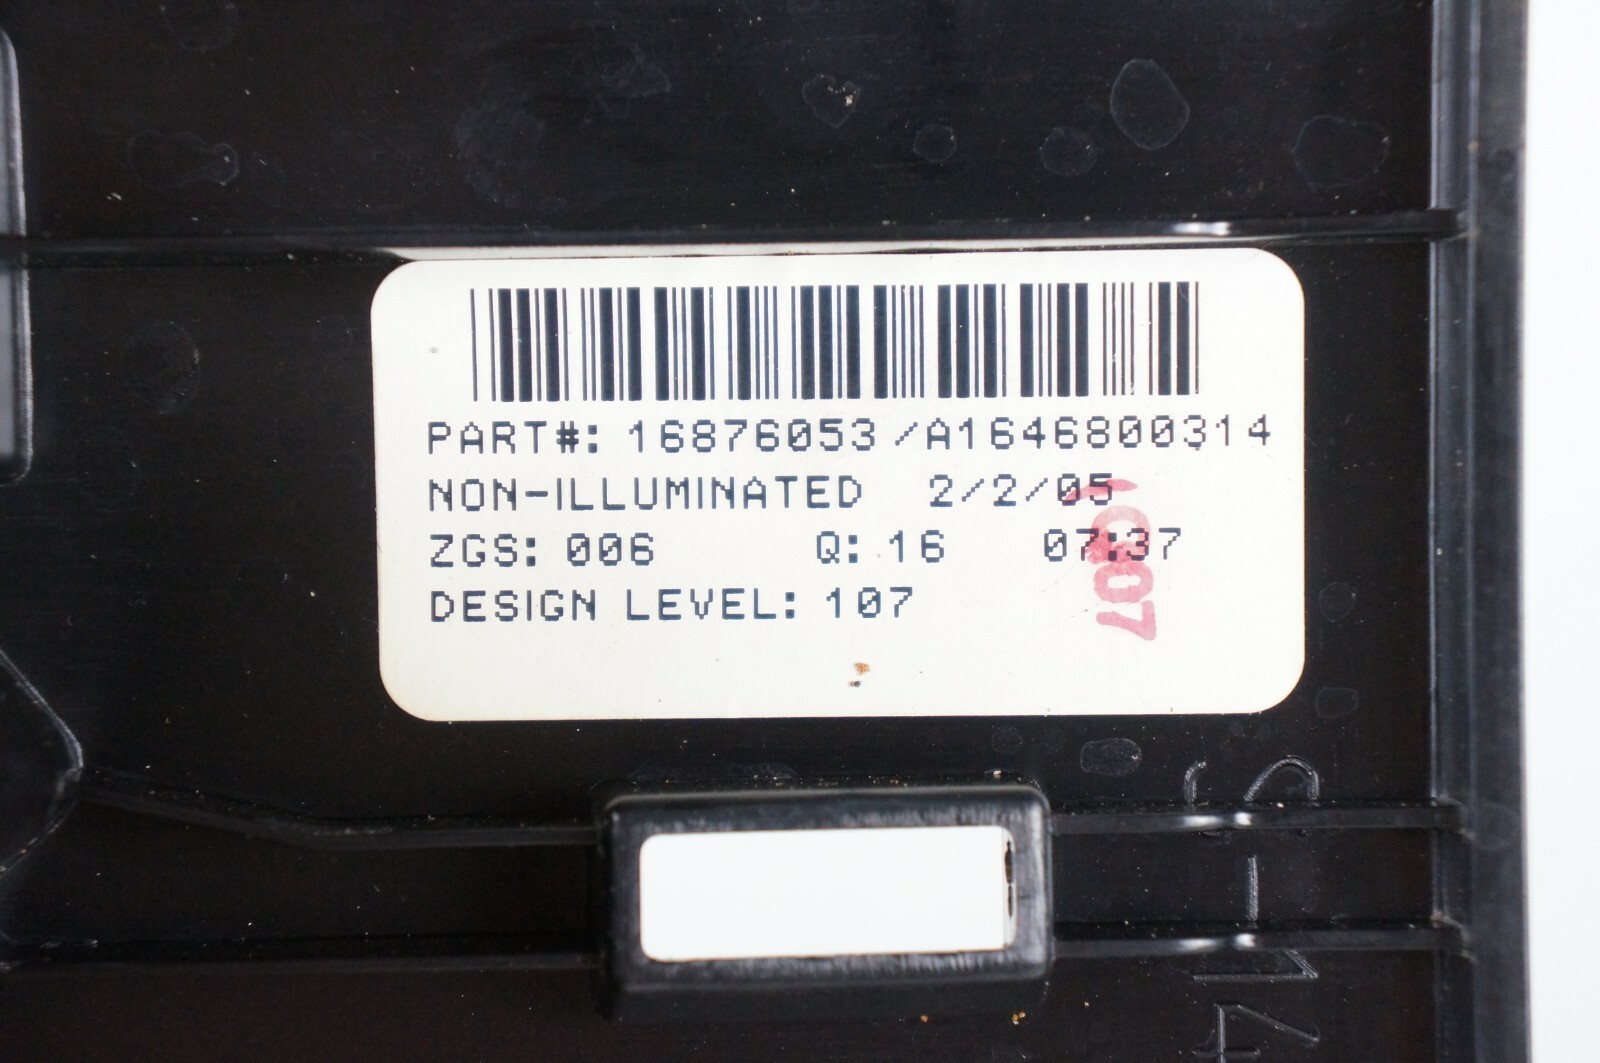 PART#: 16876053/A1646800314
NON-ILLUMINATED 2/2/05
ZGS: 006 Q: 16 07:37
DESIGN LEVEL: 107